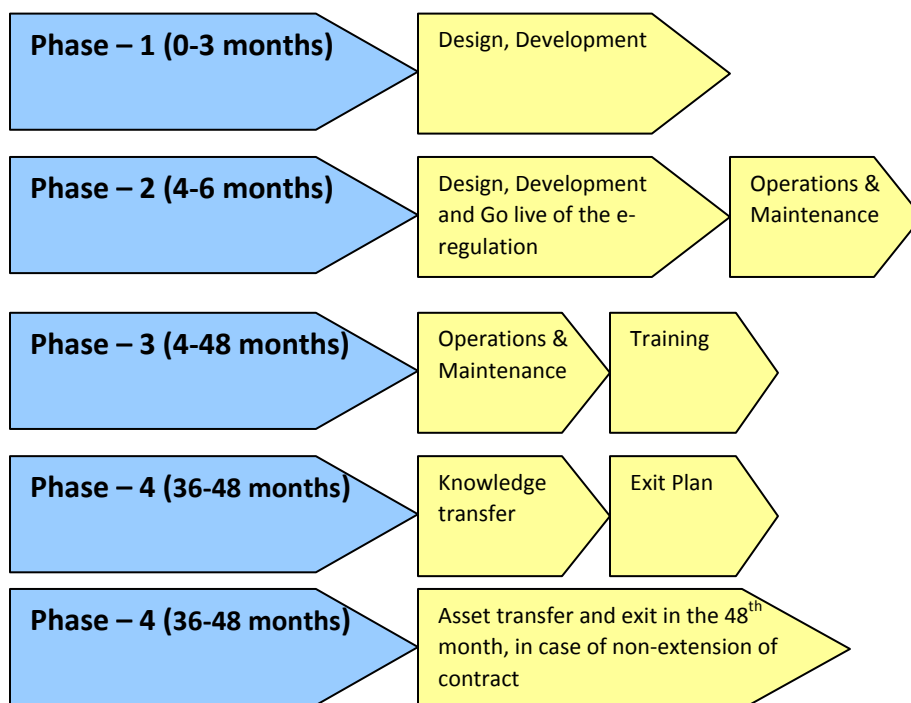 Phase – 1 (0-3 months)
Design, Development
Phase – 2 (4-6 months)
Design, Development
and Go live of the e-
regulation
Operations &
Maintenance
Phase – 3 (4-48 months)
Operations &
Maintenance
Training
Phase – 4 (36-48 months)
Knowledge
transfer
Exit Plan
Phase – 4 (36-48 months)
Asset transfer and exit in the 48th
month, in case of non-extension of
contract